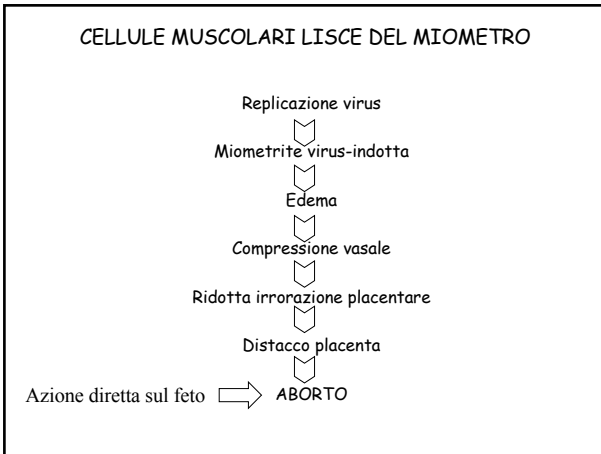 CELLULE MUSCOLARI LISCE DEL MIOMETRO
Replicazione virus
Miometrite virus-indotta
Edema
Compressione vasale
Ridotta irrorazione placentare
Distacco placenta
Azione diretta sul feto ABORTO